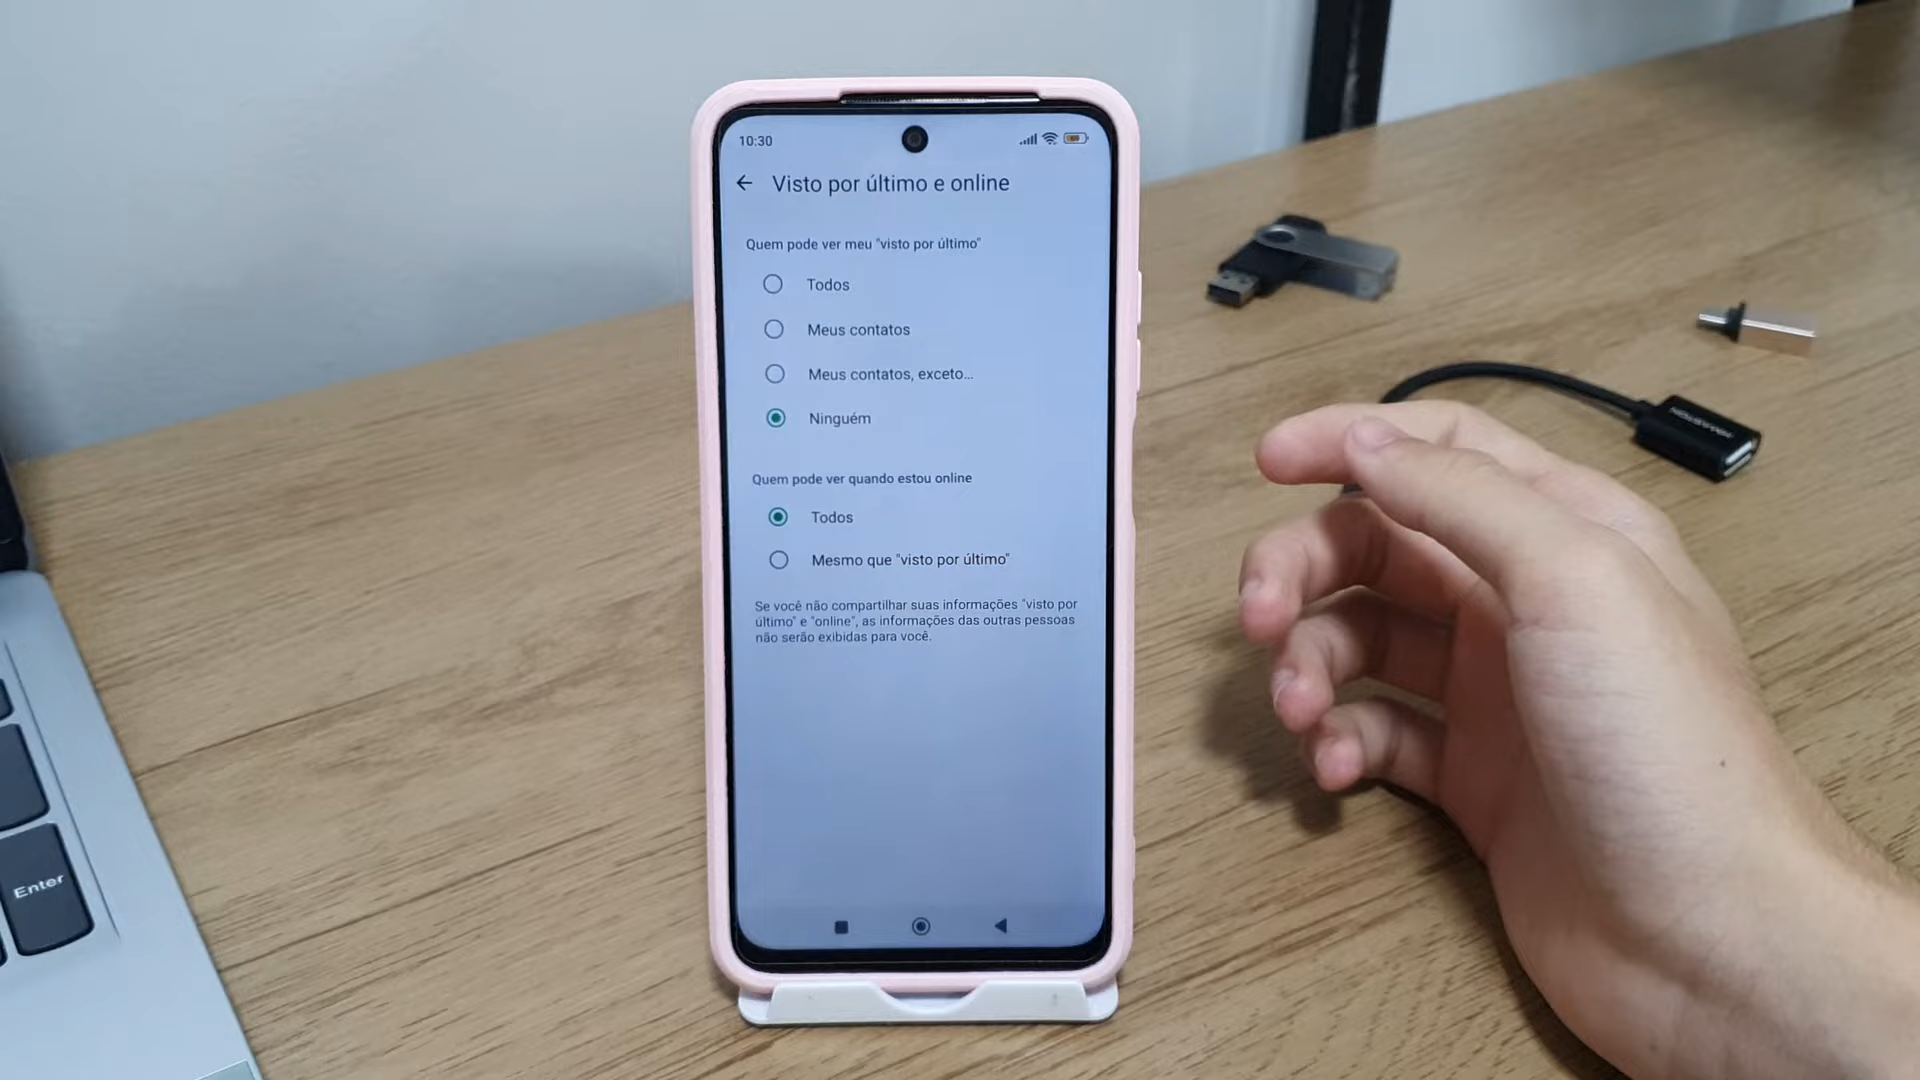 10:30
Visto por último e online
Quem pode ver meu "visto por último"
Todos
Meus contatos
Meus contatos, exceto...
Ninguém
Quem pode ver quando estou online
Todos
Mesmo que "visto por último"
Se você não compartilhar suas informações "visto por
último" e "online", as informações das outras pessoas
não serão exibidas para você.
Enter